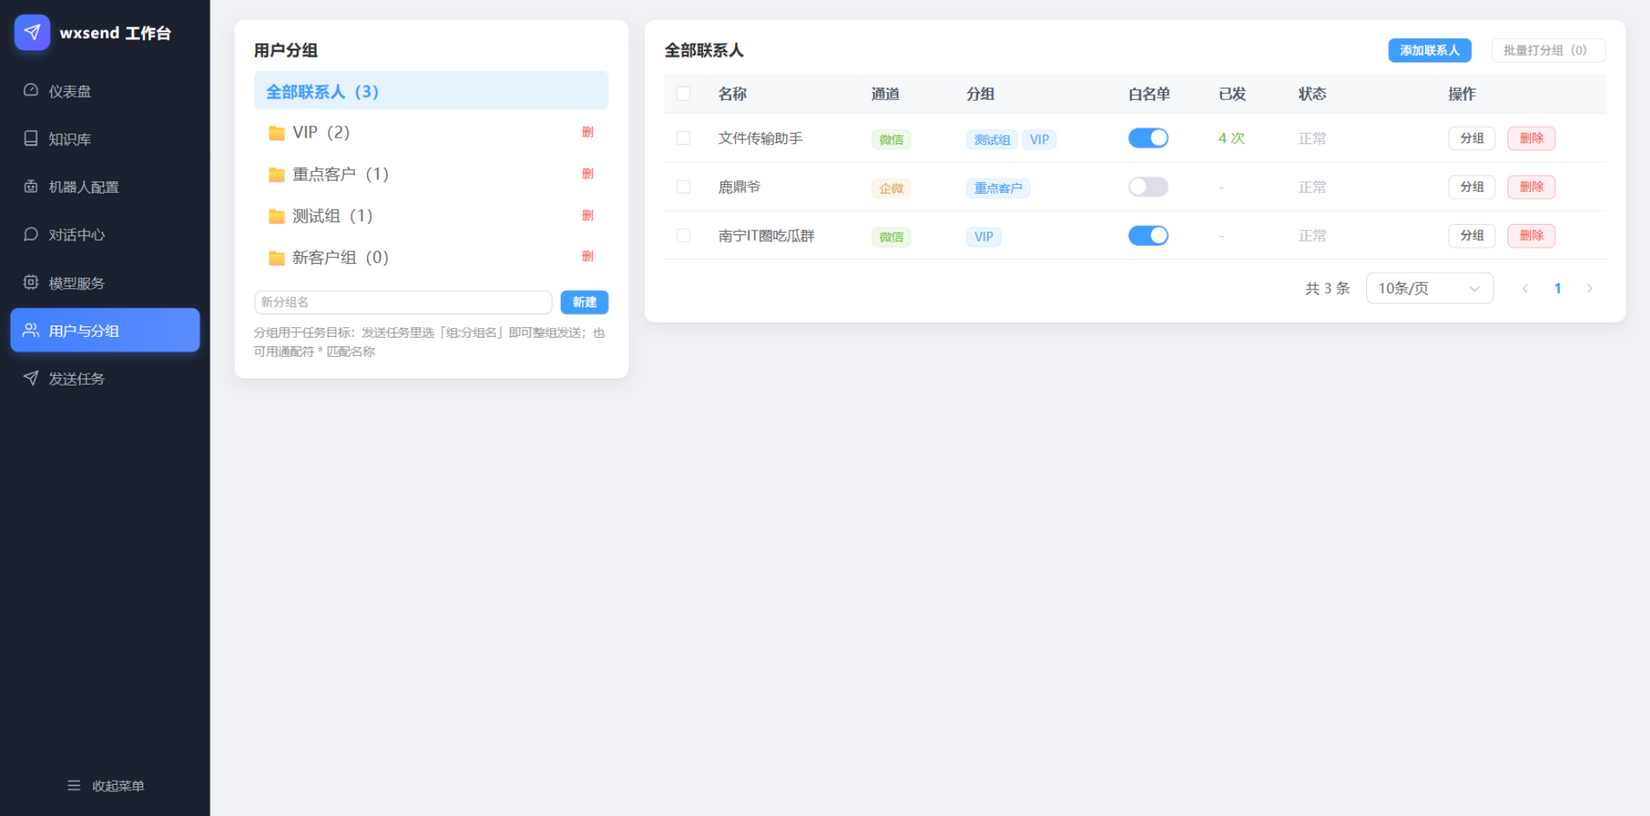 wxsend 工作台
仪表盘
知识库
机器人配置
对话中心
模型服务
用户与分组
发送任务
收起菜单
用户分组
全部联系人（3）
VIP（2） 删
重点客户（1） 删
测试组（1） 删
新客户组（0） 删
新分组名 新建
分组用于任务目标：发送任务里选「组:分组名」即可整组发送；也
可用通配符 * 匹配名称
全部联系人 添加联系人 批量打分组（0）
名称 通道 分组 白名单 已发 状态 操作
文件传输助手 微信 测试组 VIP 4 次 正常 分组 删除
鹿鼎爷 企微 重点客户 - 正常 分组 删除
南宁IT圈吃瓜群 微信 VIP - 正常 分组 删除
共 3 条 10条/页 1